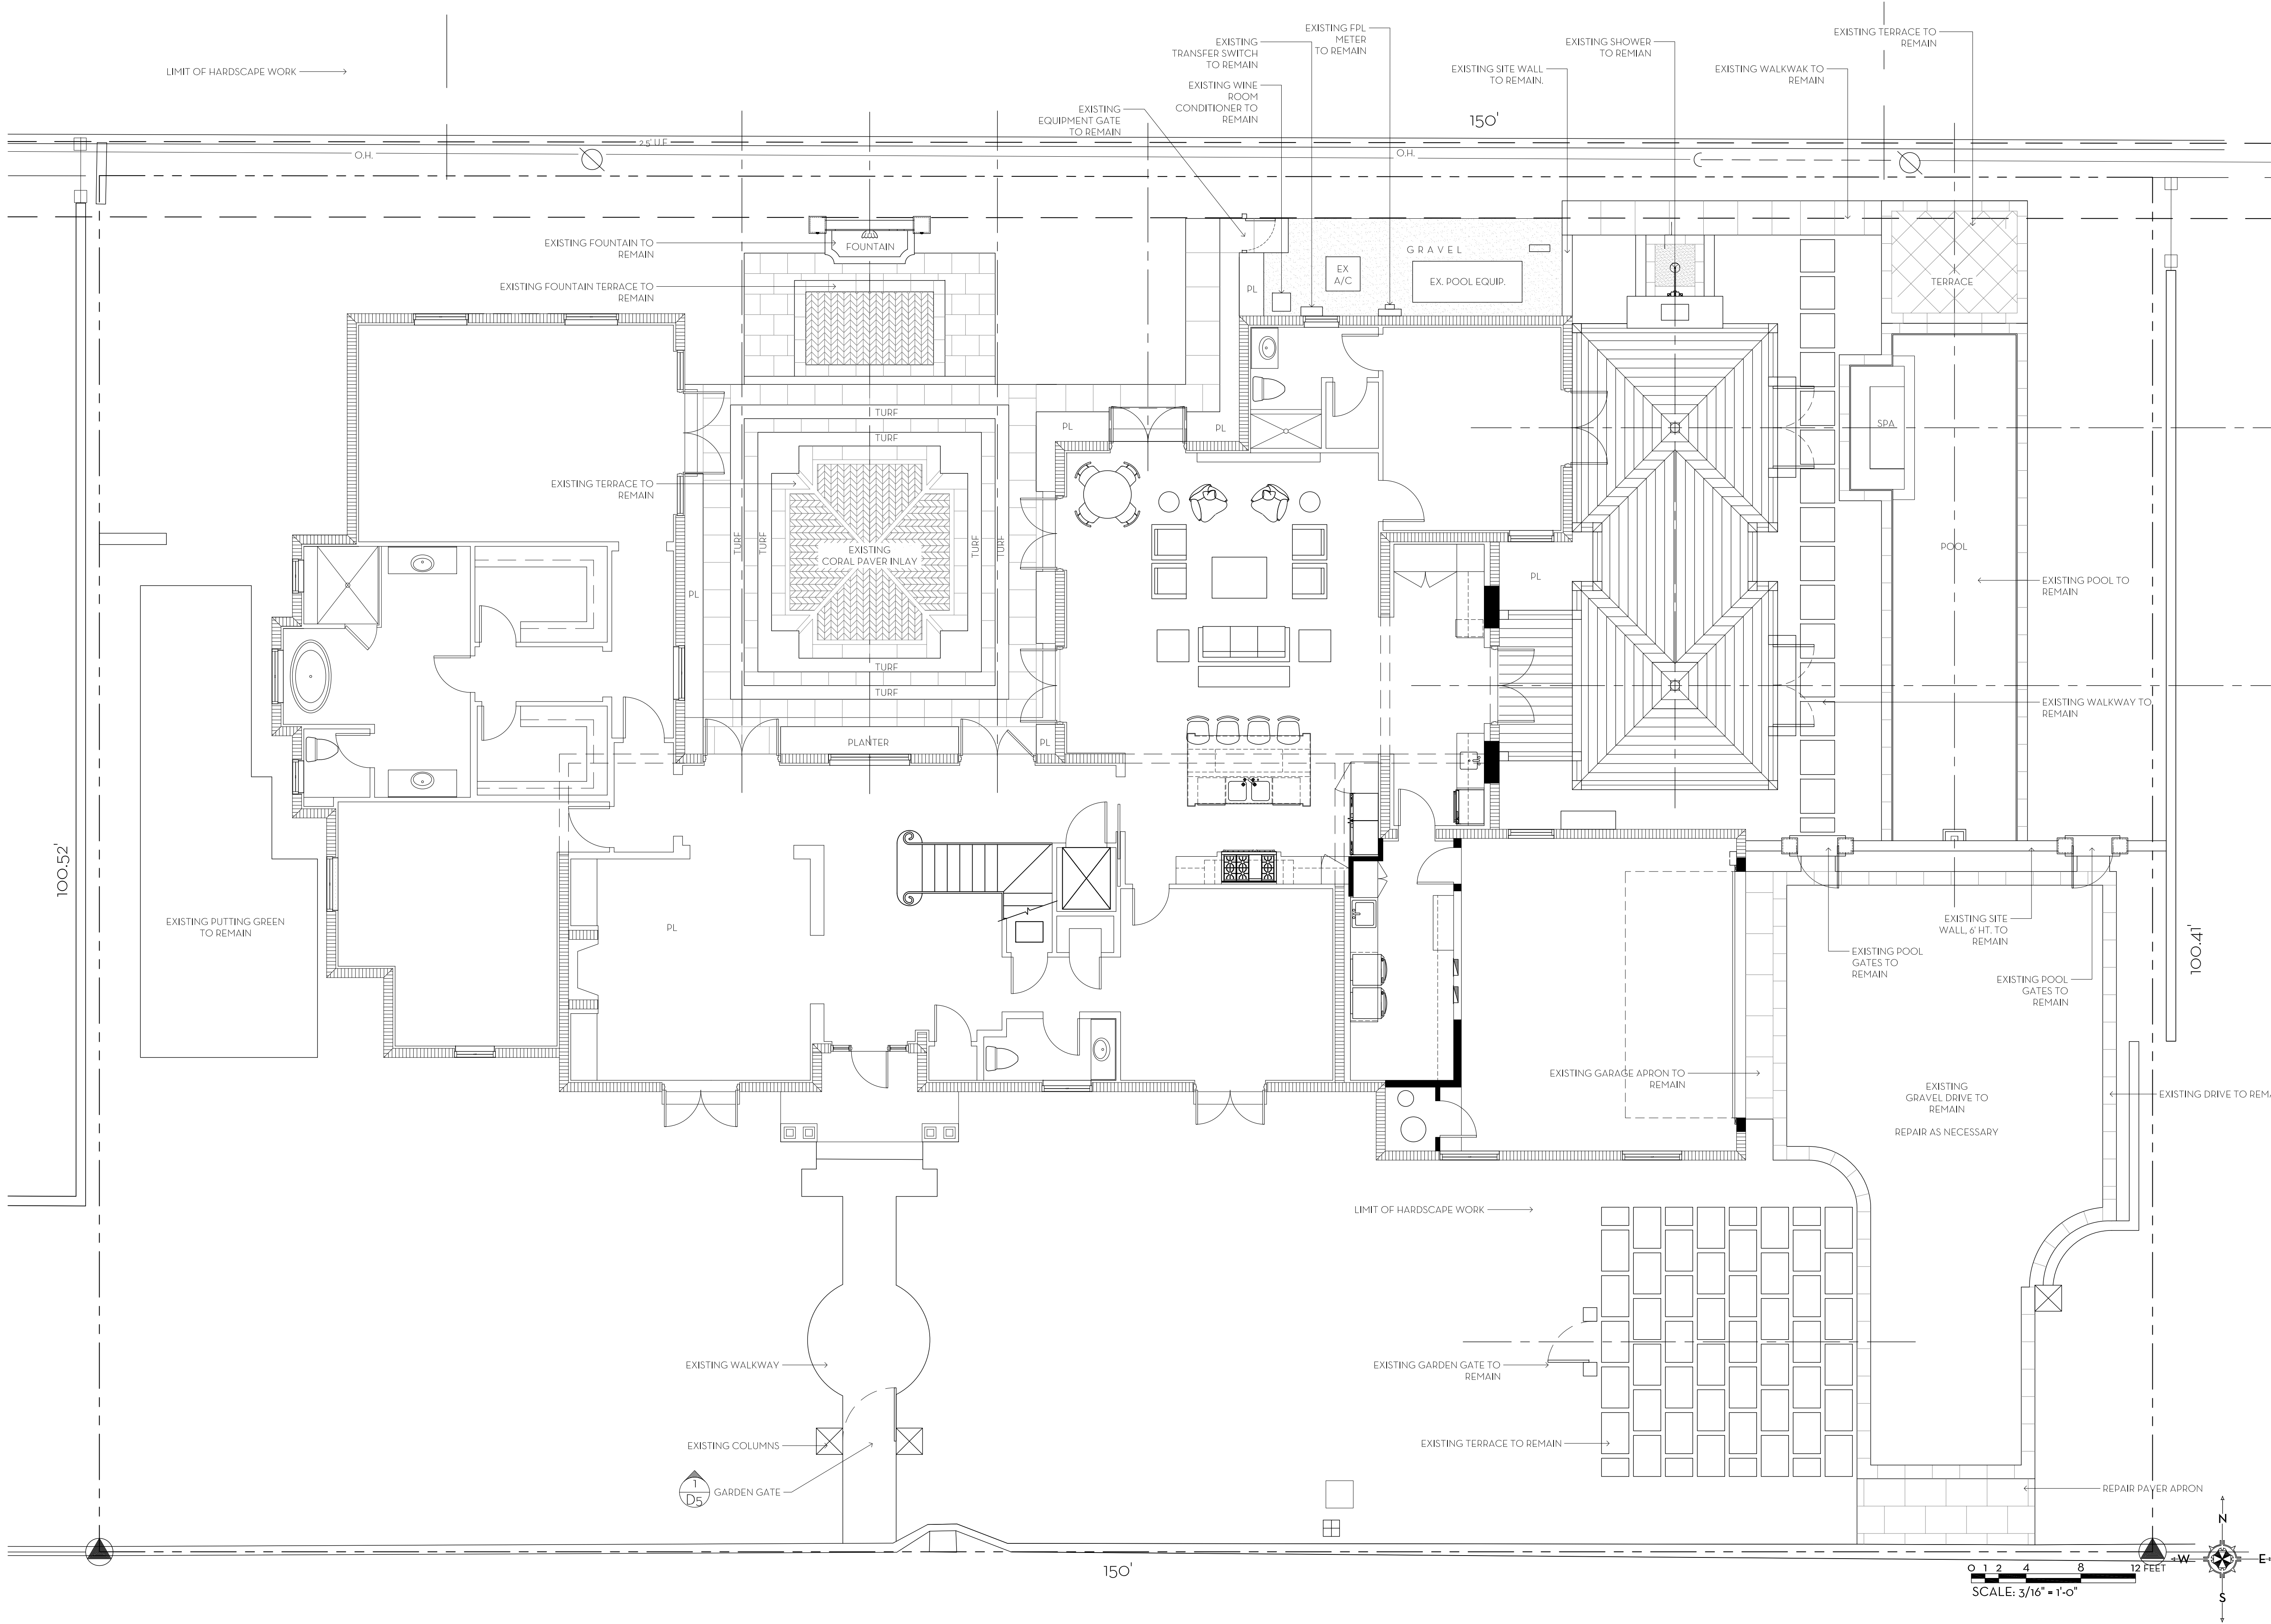 LIMIT OF HARDSCAPE WORK
EXISTING
TRANSFER SWITCH
TO REMAIN
EXISTING FPL
METER
TO REMAIN
EXISTING SHOWER
TO REMIAN
EXISTING TERRACE TO
REMAIN
EXISTING SITE WALL
TO REMAIN.
EXISTING WALKWAK TO
REMAIN
EXISTING WINE
ROOM
CONDITIONER TO
REMAIN
EXISTING
EQUIPMENT GATE
TO REMAIN
150'
2.5' U.E
O.H.
O.H.
EXISTING FOUNTAIN TO
REMAIN
FOUNTAIN
EXISTING FOUNTAIN TERRACE TO
REMAIN
GRAVEL
EX
A/C
EX. POOL EQUIP.
PL
TERRACE
TURF
TURF
PL
PL
SPA
EXISTING TERRACE TO
REMAIN
TURF
TURF
EXISTING
CORAL PAVER INLAY
TURF
TURF
PL
PL
POOL
EXISTING POOL TO
REMAIN
TURF
TURF
EXISTING WALKWAY TO
REMAIN
PLANTER
PL
100.52'
EXISTING PUTTING GREEN
TO REMAIN
PL
EXISTING SITE
WALL, 6' HT. TO
REMAIN
EXISTING POOL
GATES TO
REMAIN
EXISTING POOL
GATES TO
REMAIN
100.41'
EXISTING GARAGE APRON TO
REMAIN
EXISTING
GRAVEL DRIVE TO
REMAIN
REPAIR AS NECESSARY
EXISTING DRIVE TO REMA
LIMIT OF HARDSCAPE WORK
EXISTING WALKWAY
EXISTING GARDEN GATE TO
REMAIN
EXISTING COLUMNS
EXISTING TERRACE TO REMAIN
1
D5
GARDEN GATE
REPAIR PAVER APRON
150'
0 1 2 4 8 12 FEET
SCALE: 3/16" = 1'-0"
N
W
E
S